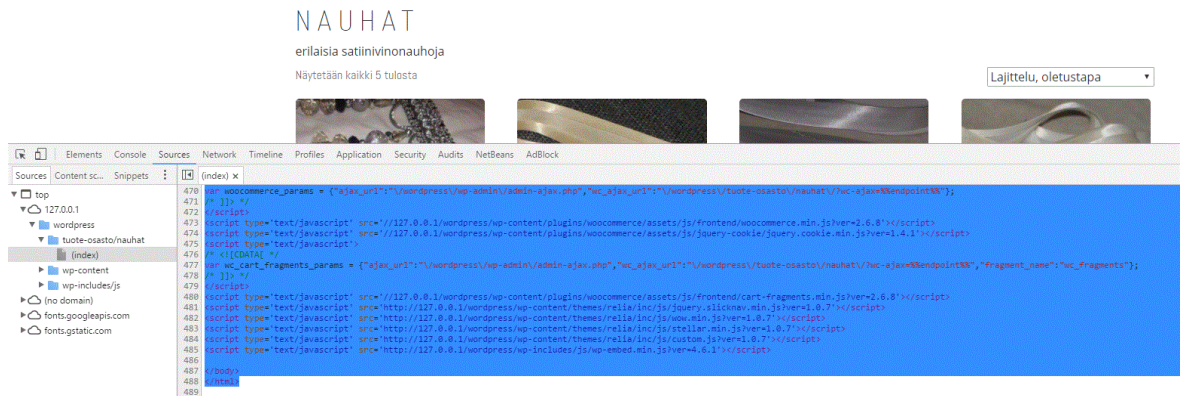 NAUHAT
erilaisia satiinivinonauhoja
Näytetään kaikki 5 tulosta
Lajittelu, oletustapa
Elements Console Sources Network Timeline Profiles Application Security Audits NetBeans AdBlock
Sources Content sc... Snippets
(index) ×
top
127.0.0.1
wordpress
tuote-osasto/nauhat
(index)
wp-content
wp-includes/js
(no domain)
fonts.googleapis.com
fonts.gstatic.com
470 var woocommerce_params = {"ajax_url":"\/wordpress\/wp-admin\/admin-ajax.php","wc_ajax_url":"\/wordpress\/tuote-osasto\/nauhat\/?wc-ajax=%%endpoint%%"};
471 /* ]]> */
472 </script>
473 <script type='text/javascript' src='//127.0.0.1/wordpress/wp-content/plugins/woocommerce/assets/js/frontend/woocommerce.min.js?ver=2.6.8'></script>
474 <script type='text/javascript' src='//127.0.0.1/wordpress/wp-content/plugins/woocommerce/assets/js/jquery-cookie/jquery.cookie.min.js?ver=1.4.1'></script>
475 <script type='text/javascript'>
476 /* <![CDATA[ */
477 var wc_cart_fragments_params = {"ajax_url":"\/wordpress\/wp-admin\/admin-ajax.php","wc_ajax_url":"\/wordpress\/tuote-osasto\/nauhat\/?wc-ajax=%%endpoint%%","fragment_name":"wc_fragments"};
478 /* ]]> */
479 </script>
480 <script type='text/javascript' src='//127.0.0.1/wordpress/wp-content/plugins/woocommerce/assets/js/frontend/cart-fragments.min.js?ver=2.6.8'></script>
481 <script type='text/javascript' src='http://127.0.0.1/wordpress/wp-content/themes/relia/inc/js/jquery.slicknav.min.js?ver=1.0.7'></script>
482 <script type='text/javascript' src='http://127.0.0.1/wordpress/wp-content/themes/relia/inc/js/wow.min.js?ver=1.0.7'></script>
483 <script type='text/javascript' src='http://127.0.0.1/wordpress/wp-content/themes/relia/inc/js/stellar.min.js?ver=1.0.7'></script>
484 <script type='text/javascript' src='http://127.0.0.1/wordpress/wp-content/themes/relia/inc/js/custom.js?ver=1.0.7'></script>
485 <script type='text/javascript' src='http://127.0.0.1/wordpress/wp-includes/js/wp-embed.min.js?ver=4.6.1'></script>
486
487 </body>
488 </html>
489